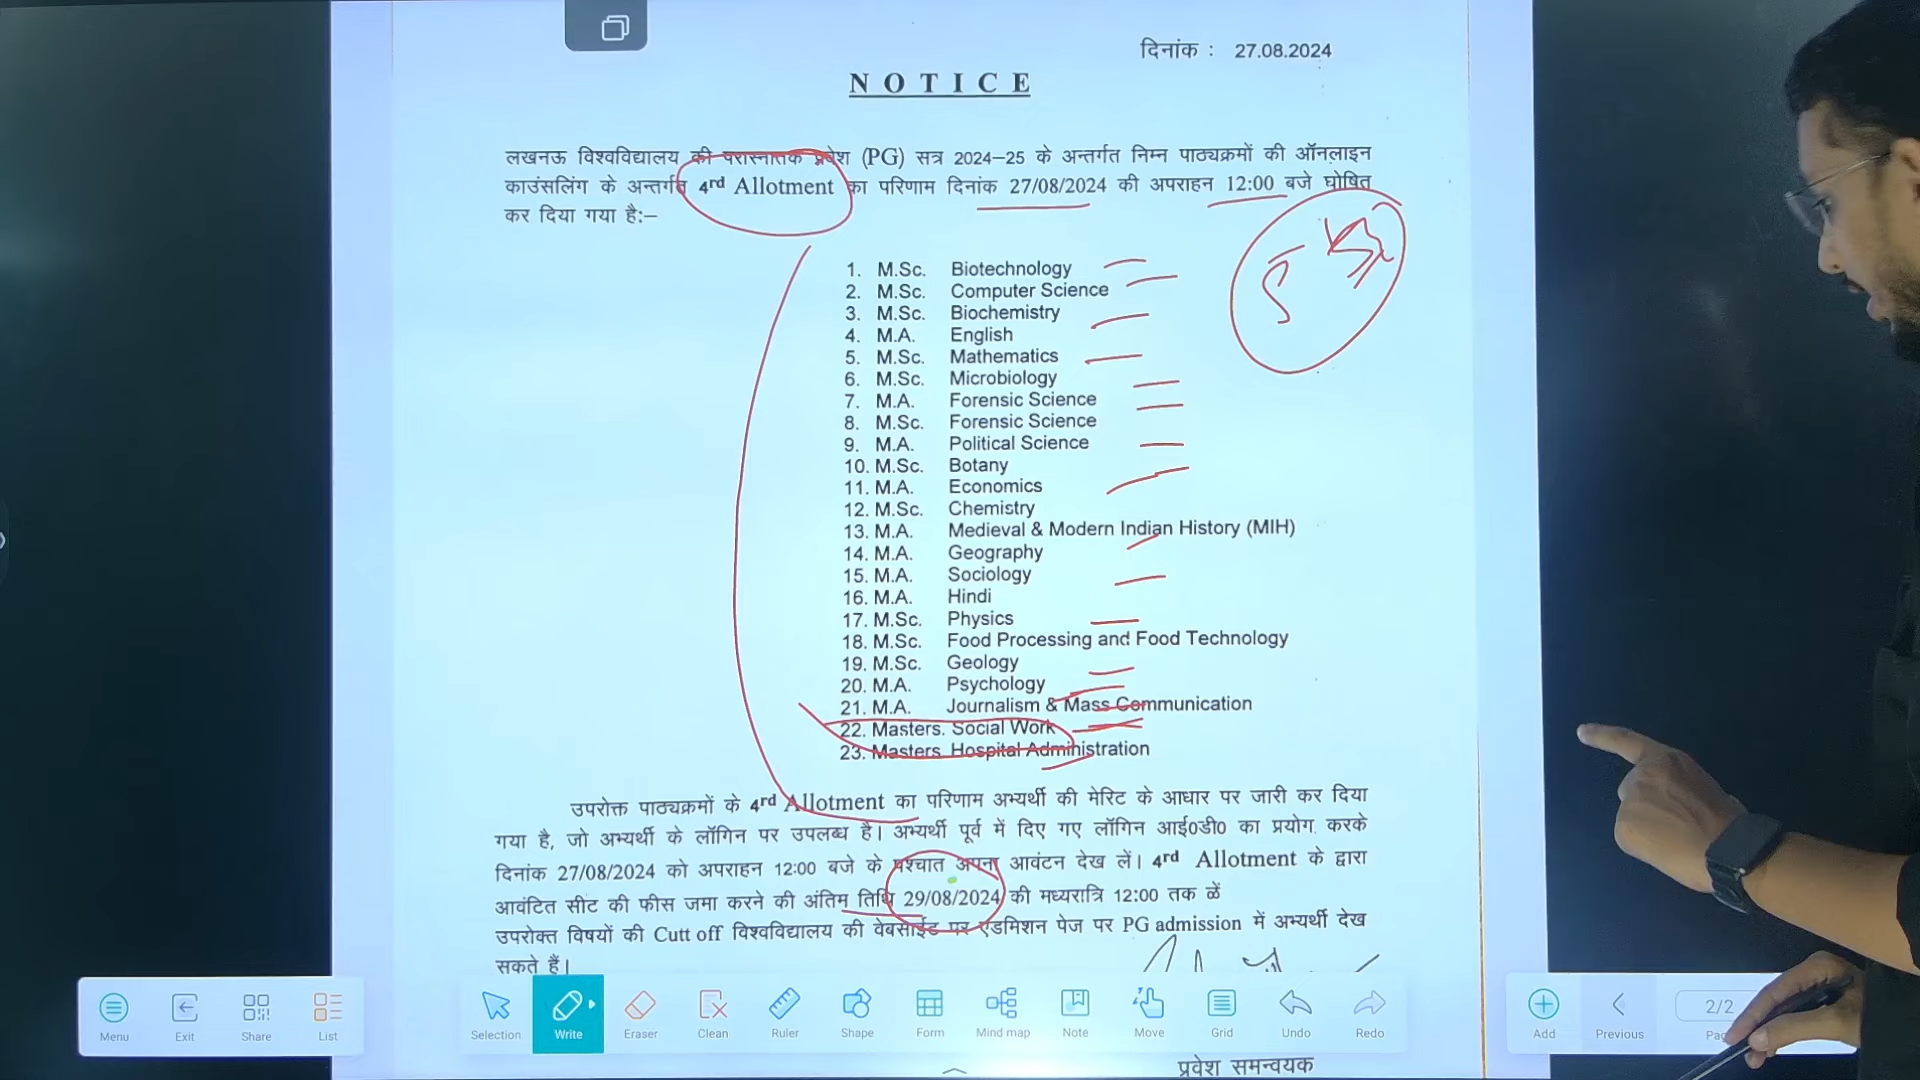 दिनांक : 27.08.2024
NOTICE
लखनऊ विश्वविद्यालय की परास्नातक प्रवेश (PG) सत्र 2024-25 के अन्तर्गत निम्न पाठ्यक्रमों की ऑनलाइन
काउंसलिंग के अन्तर्गत 4rd Allotment का परिणाम दिनांक 27/08/2024 की अपराहन 12:00 बजे घोषित
कर दिया गया है:–
1. M.Sc. Biotechnology
2. M.Sc. Computer Science
3. M.Sc. Biochemistry
4. M.A. English
5. M.Sc. Mathematics
6. M.Sc. Microbiology
7. M.A. Forensic Science
8. M.Sc. Forensic Science
9. M.A. Political Science
10. M.Sc. Botany
11. M.A. Economics
12. M.Sc. Chemistry
13. M.A. Medieval & Modern Indian History (MIH)
14. M.A. Geography
15. M.A. Sociology
16. M.A. Hindi
17. M.Sc. Physics
18. M.Sc. Food Processing and Food Technology
19. M.Sc. Geology
20. M.A. Psychology
21. M.A. Journalism & Mass Communication
22. Masters. Social Work
23. Masters. Hospital Administration
उपरोक्त पाठ्यक्रमों के 4rd Allotment का परिणाम अभ्यर्थी की मेरिट के आधार पर जारी कर दिया
गया है, जो अभ्यर्थी के लॉगिन पर उपलब्ध है। अभ्यर्थी पूर्व में दिए गए लॉगिन आई0डी0 का प्रयोग करके
दिनांक 27/08/2024 को अपराहन 12:00 बजे के पश्चात अपना आवंटन देख लें। 4rd Allotment के द्वारा
आवंटित सीट की फीस जमा करने की अंतिम तिथि 29/08/2024 की मध्यरात्रि 12:00 तक ळें
उपरोक्त विषयों की Cutt off विश्वविद्यालय की वेबसाईड पर एडमिशन पेज पर PG admission में अभ्यर्थी देख
सकते हैं।
Menu Exit Share List Selection Write Eraser Clean Ruler Shape Form Mind map Note Move Grid Undo Redo Add Previous 2/2
प्रवेश समन्वयक